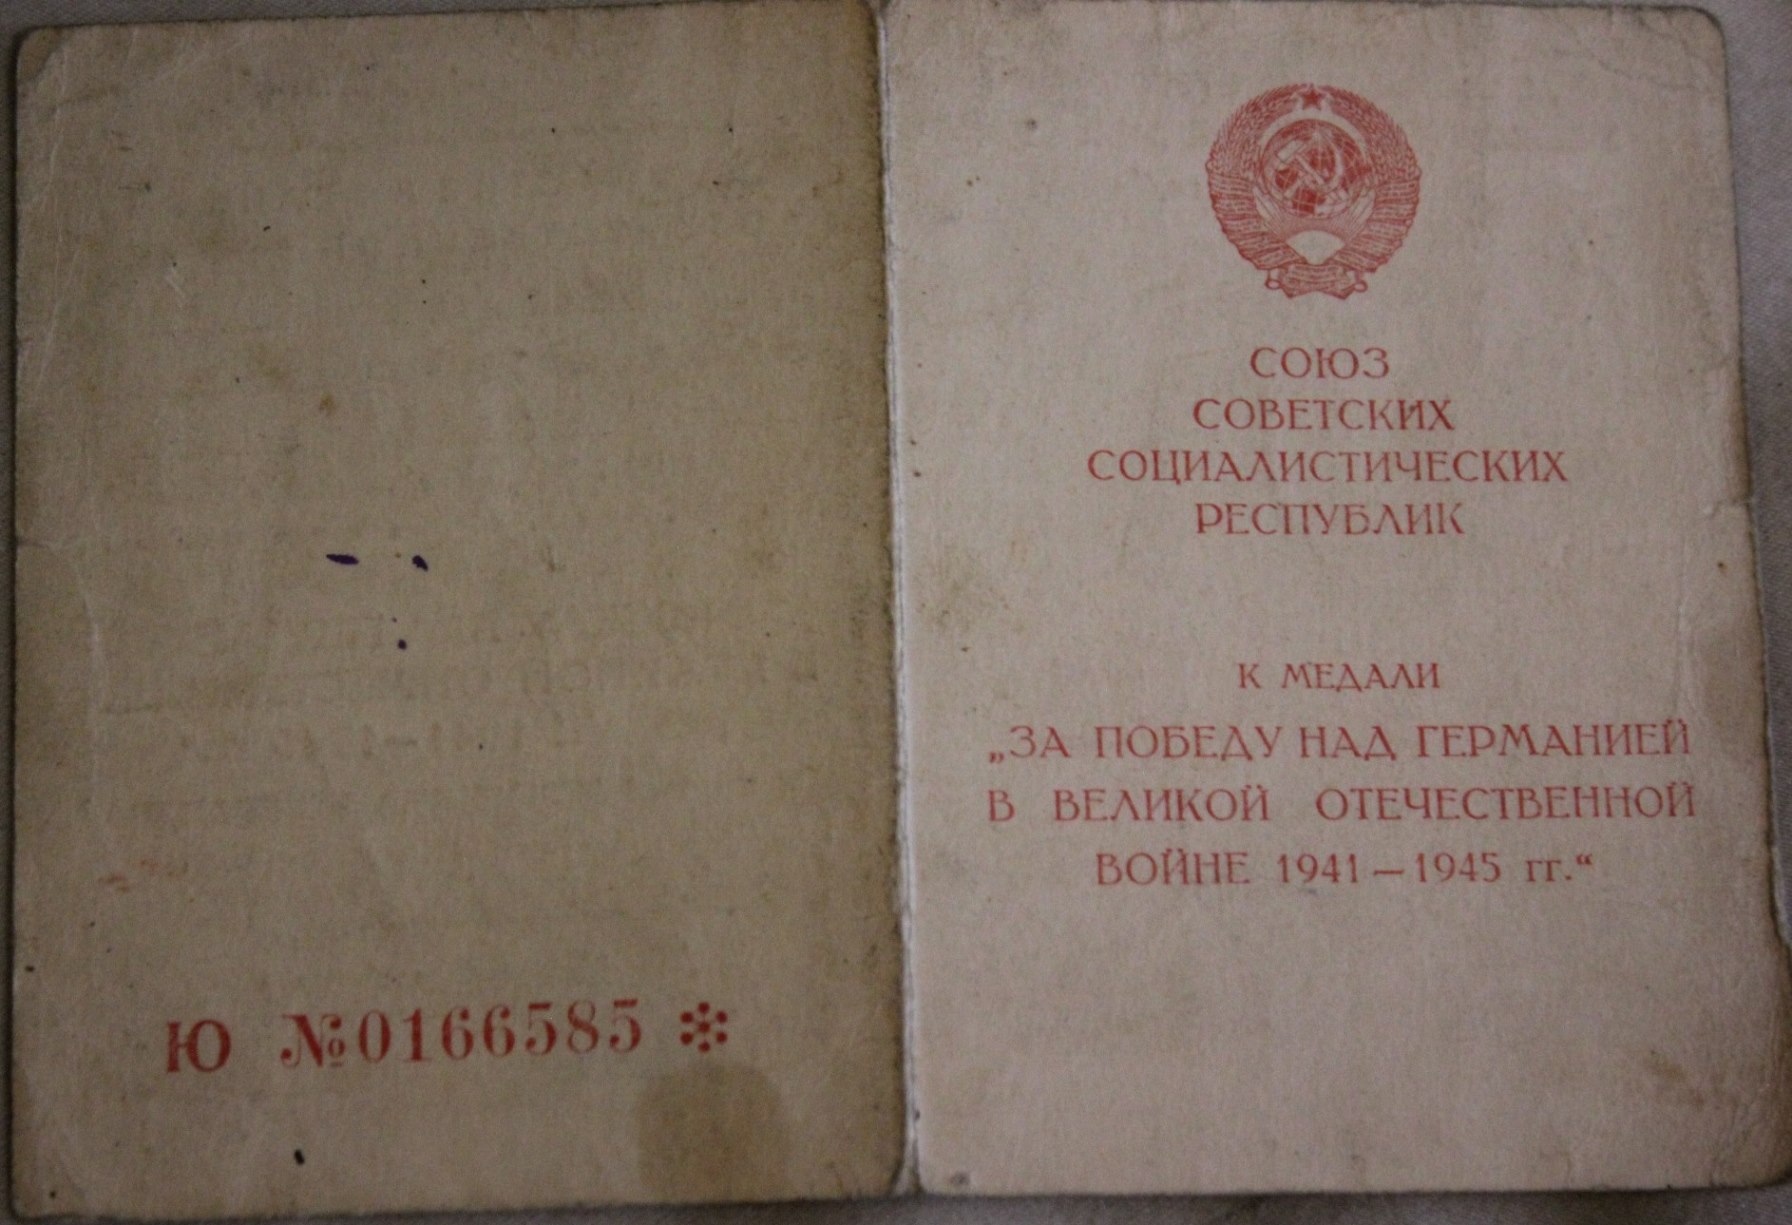 Ю №0166585
СОЮЗ
СОВЕТСКИХ
СОЦИАЛИСТИЧЕСКИХ
РЕСПУБЛИК
К МЕДАЛИ
„ЗА ПОБЕДУ НАД ГЕРМАНИЕЙ
В ВЕЛИКОЙ ОТЕЧЕСТВЕННОЙ
ВОЙНЕ 1941—1945 гг.“